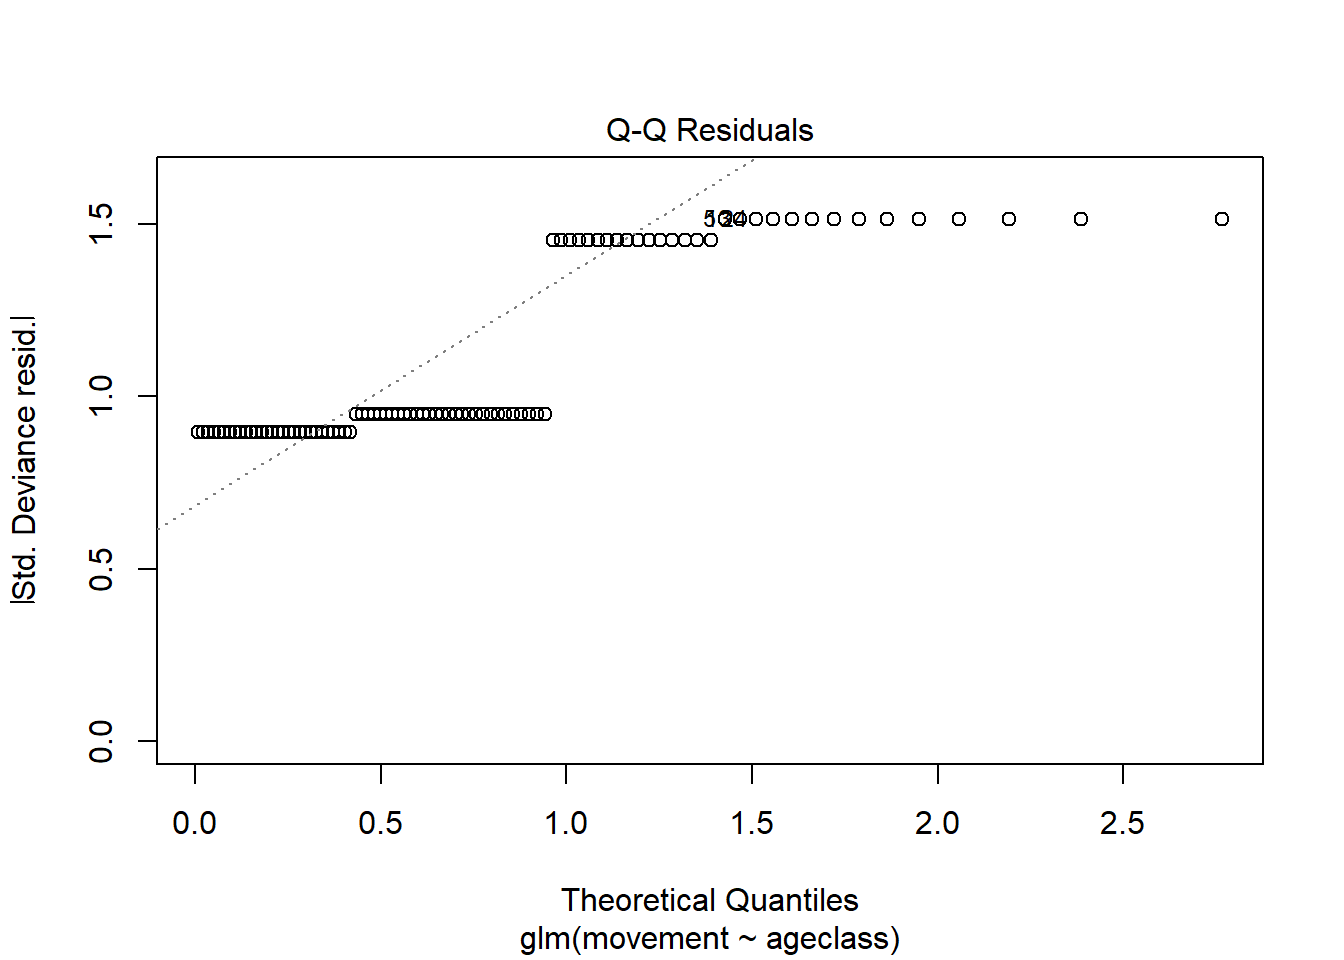 Q-Q Residuals
|Std. Deviance resid.|
0.0
0.5
1.0
1.5
0.0 0.5 1.0 1.5 2.0 2.5
Theoretical Quantiles
glm(movement ~ ageclass)